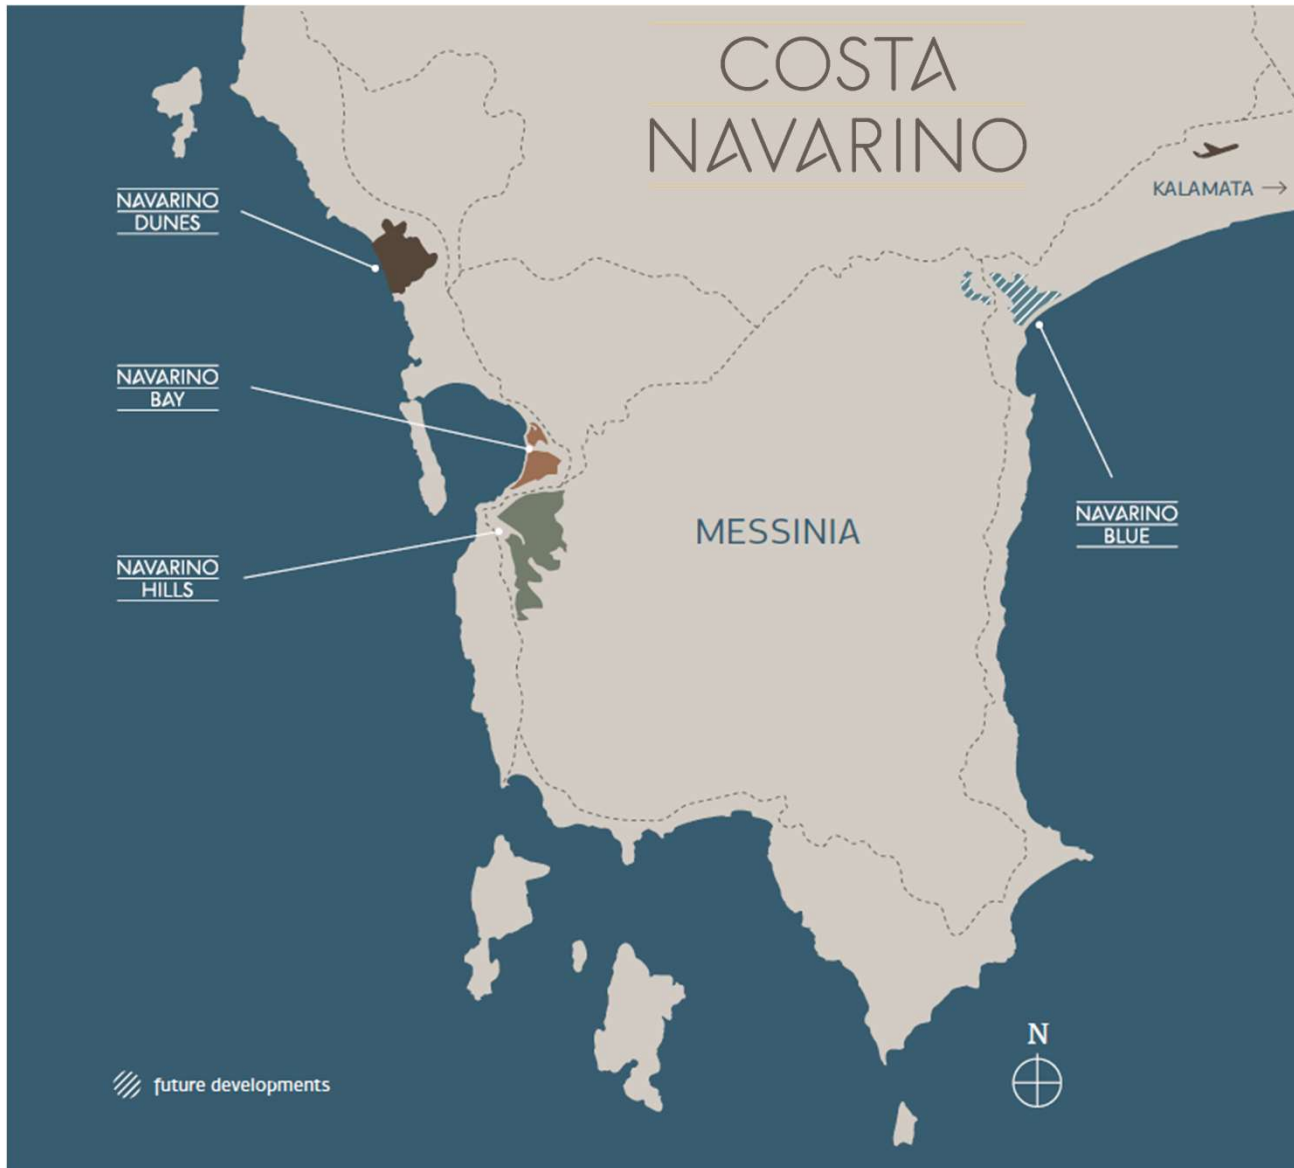 COSTA
NAVARINO
KALAMATA →
NAVARINO
DUNES
NAVARINO
BAY
NAVARINO
HILLS
MESSINIA
NAVARINO
BLUE
N
future developments